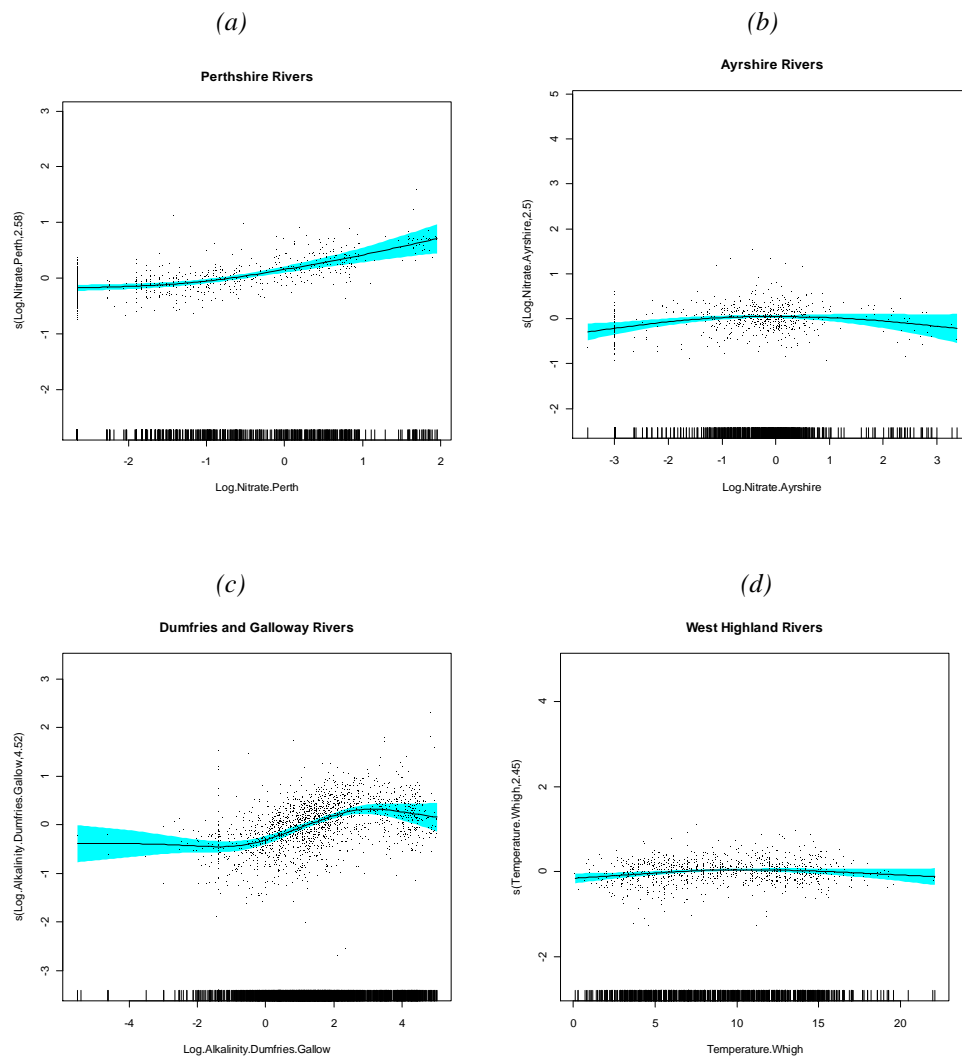 (a)
Perthshire Rivers
3
2
1
0
-1
-2
s(Log.Nitrate.Perth,2.58)
-2 -1 0 1 2
Log.Nitrate.Perth
(b)
Ayrshire Rivers
5
4
3
2
1
0
-1
-2
s(Log.Nitrate.Ayrshire,2.5)
-3 -2 -1 0 1 2 3
Log.Nitrate.Ayrshire
(c)
Dumfries and Galloway Rivers
3
2
1
0
-1
-2
-3
s(Log.Alkalinity.Dumfries.Gallow,4.52)
-4 -2 0 2 4
Log.Alkalinity.Dumfries.Gallow
(d)
West Highland Rivers
4
2
0
-2
s(Temperature.Whigh,2.45)
0 5 10 15 20
Temperature.Whigh